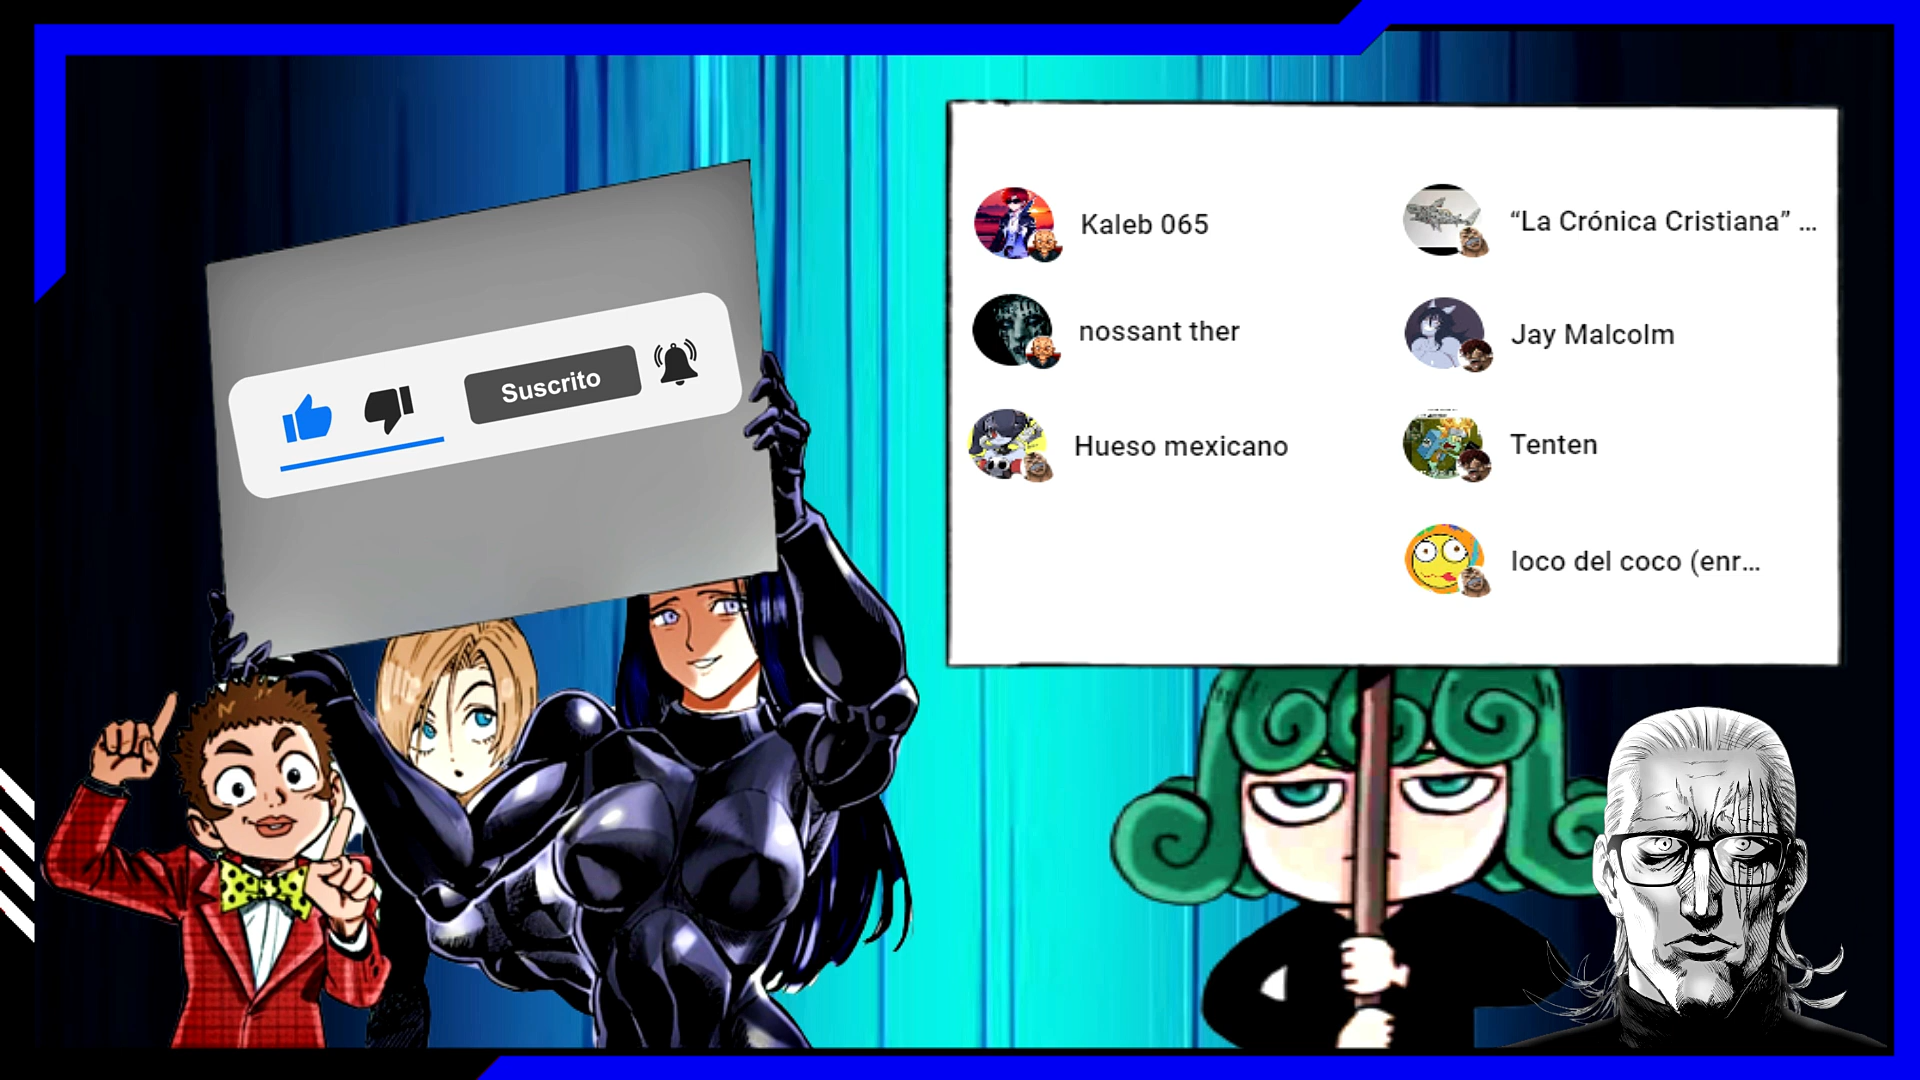 Suscrito
Kaleb 065
nossant ther
Hueso mexicano
“La Crónica Cristiana” ...
Jay Malcolm
Tenten
loco del coco (enr...